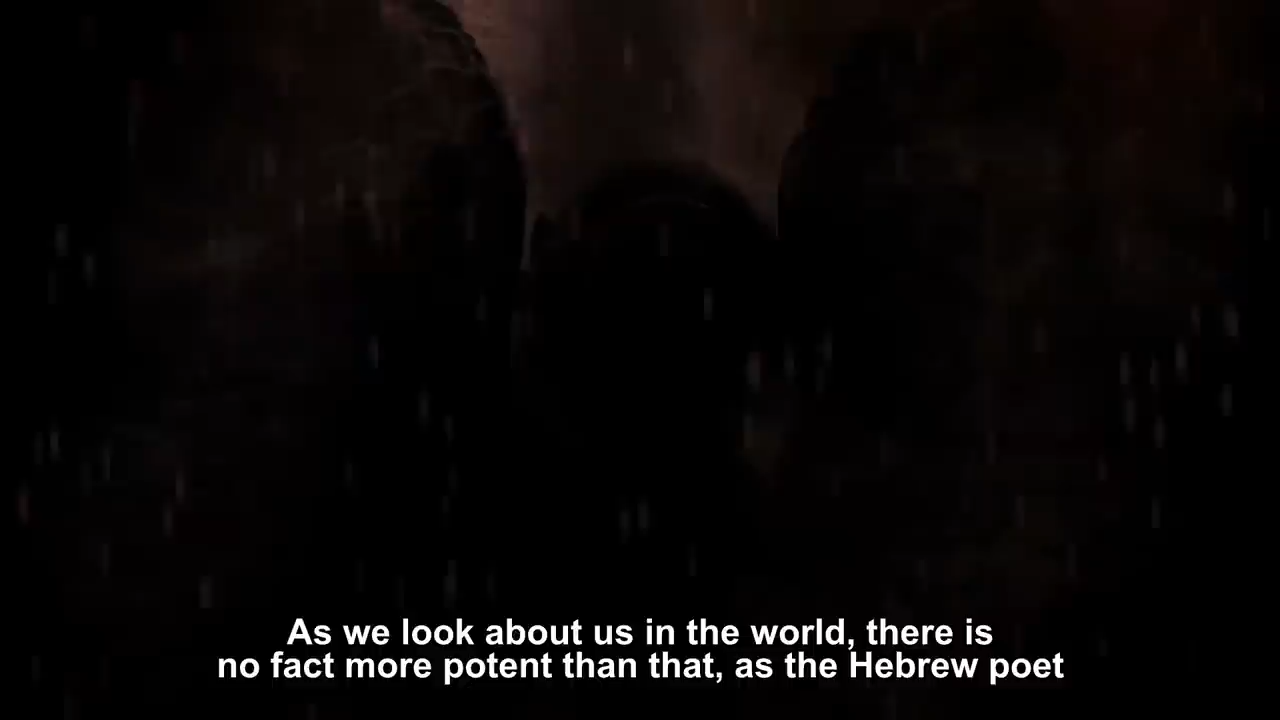 As we look about us in the world, there is
no fact more potent than that, as the Hebrew poet